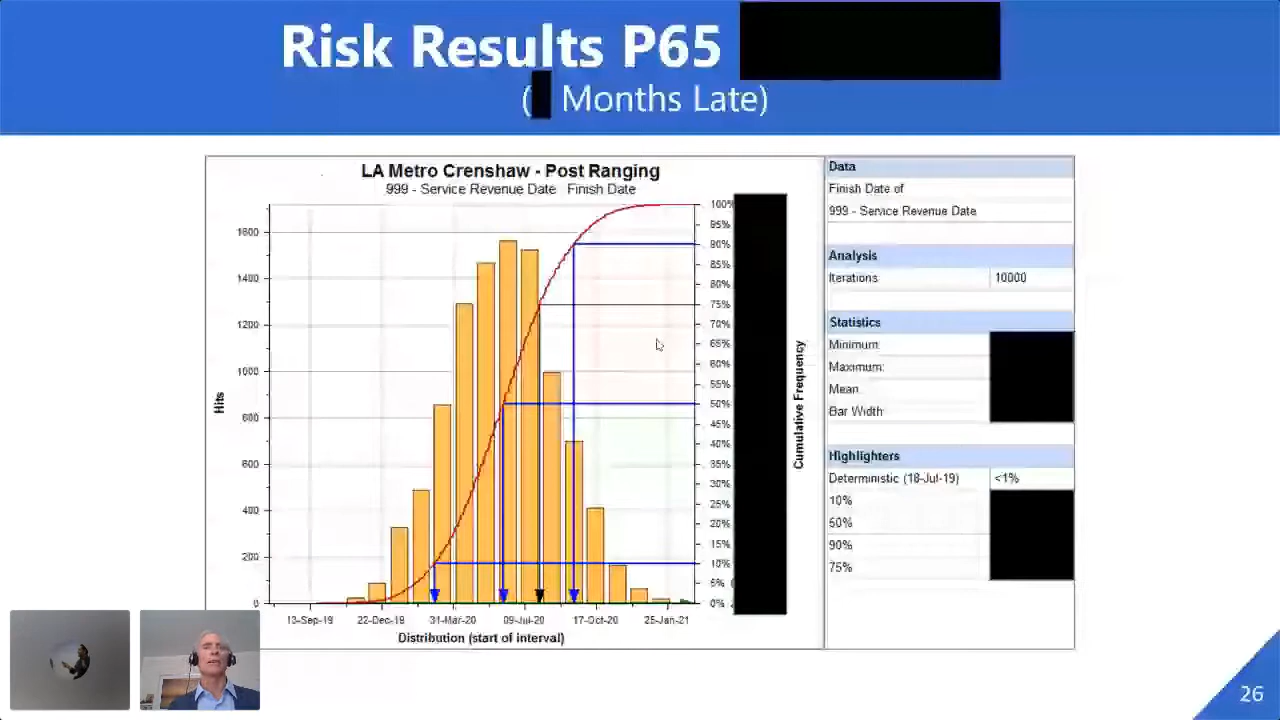 Risk Results P65
( Months Late)
LA Metro Crenshaw - Post Ranging
999 - Service Revenue Date Finish Date
Hits
1600
1400
1200
1000
800
600
400
200
0
100%
95%
90%
85%
80%
75%
70%
65%
60%
55%
50%
45%
40%
35%
30%
25%
20%
15%
10%
5%
0%
Cumulative Frequency
13-Sep-19 22-Dec-19 31-Mar-20 09-Jul-20 17-Oct-20 25-Jan-21
Distribution (start of interval)
Data
Finish Date of
999 - Service Revenue Date
Analysis
Iterations 10000
Statistics
Minimum:
Maximum:
Mean
Bar Width
Highlighters
Deterministic (18-Jul-19) <1%
10%
50%
90%
75%
26